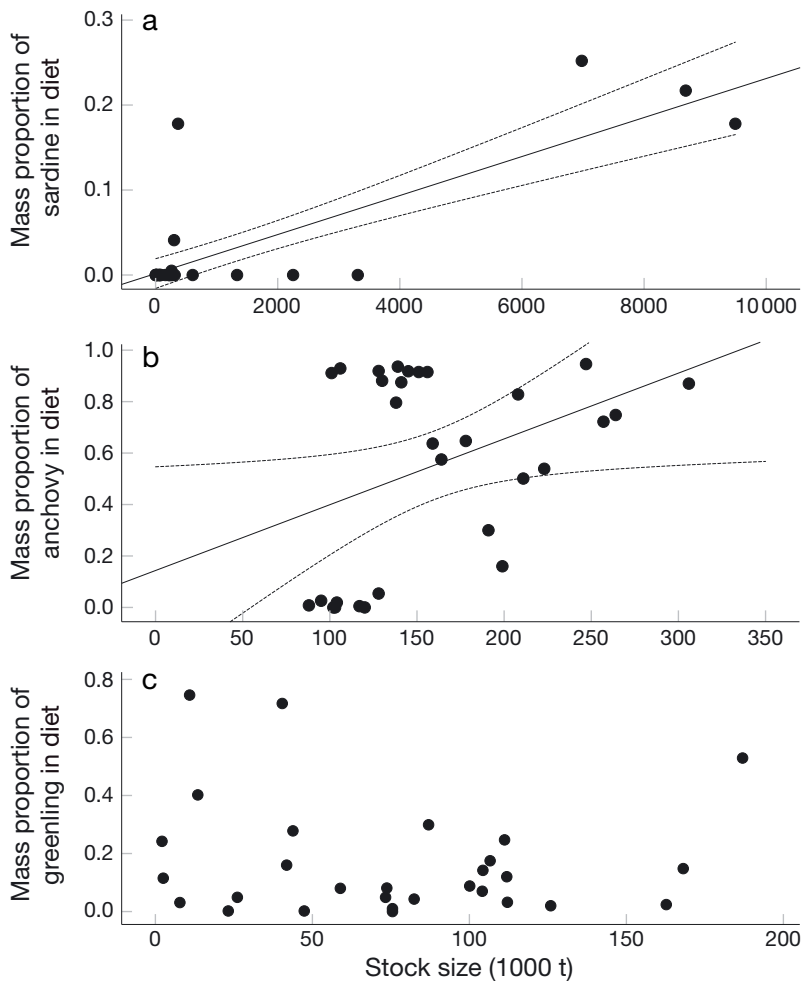 a
Mass proportion of
sardine in diet
0.3
0.2
0.1
0.0
0 2000 4000 6000 8000 10000
b
Mass proportion of
anchovy in diet
1.0
0.8
0.6
0.4
0.2
0.0
0 50 100 150 200 250 300 350
c
Mass proportion of
greenling in diet
0.8
0.6
0.4
0.2
0.0
0 50 100 150 200
Stock size (1000 t)